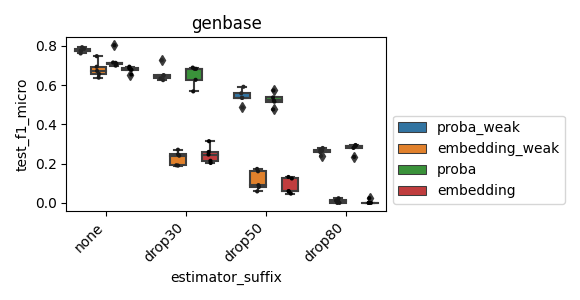 genbase
test_f1_micro
0.8
0.6
0.4
0.2
0.0
none
drop30
drop50
drop80
estimator_suffix
proba_weak
embedding_weak
proba
embedding